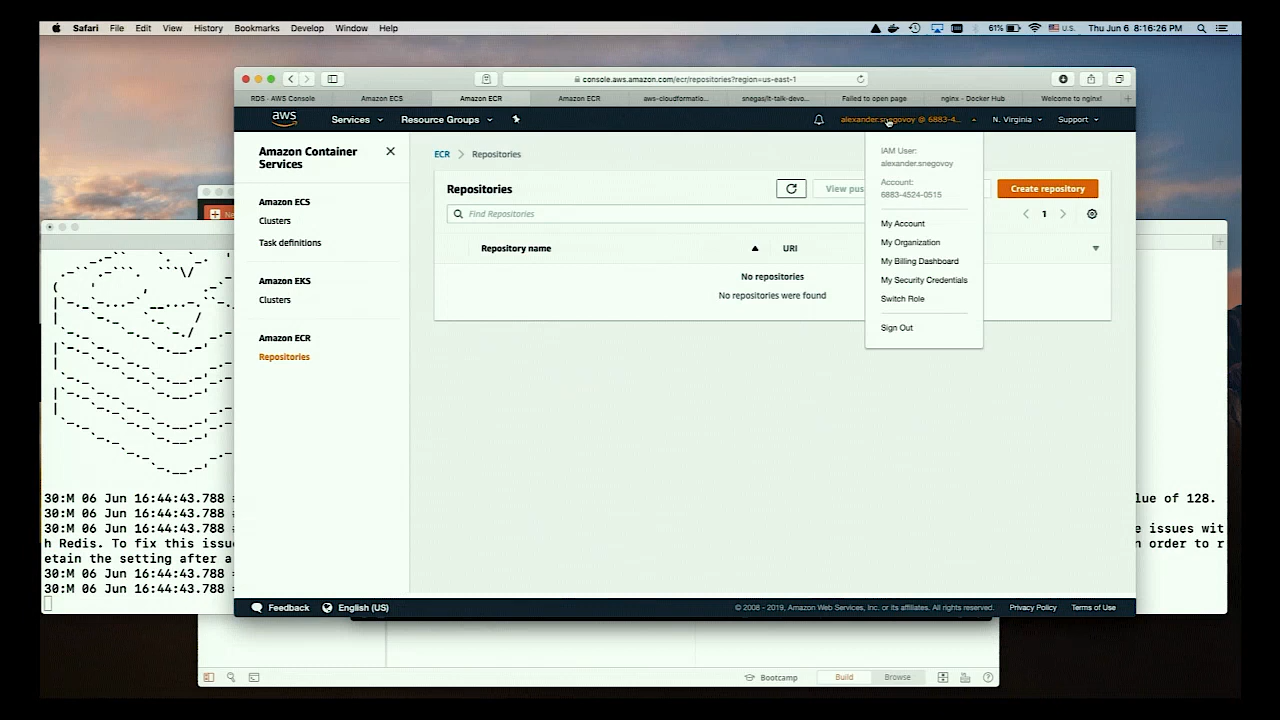 Safari File Edit View History Bookmarks Develop Window Help
61% U.S. Thu Jun 6 8:16:26 PM
console.aws.amazon.com/ecr/repositories?region=us-east-1
RDS - AWS Console Amazon ECS Amazon ECR Amazon ECR aws-cloudformatio... snegas/lt-talk-devo... Failed to open page nginx - Docker Hub Welcome to nginx!
aws Services Resource Groups alexander.snegovoy @ 6883-4... N. Virginia Support
Amazon Container
Services
Amazon ECS
Clusters
Task definitions
Amazon EKS
Clusters
Amazon ECR
Repositories
ECR > Repositories
Repositories
View pus
Create repository
Find Repositories
1
Repository name
URI
No repositories
No repositories were found
IAM User:
alexander.snegovoy
Account:
6883-4524-0515
My Account
My Organization
My Billing Dashboard
My Security Credentials
Switch Role
Sign Out
30:M 06 Jun 16:44:43.788
lue of 128.
30:M 06 Jun 16:44:43.788
30:M 06 Jun 16:44:43.788
e issues wit
h Redis. To fix this issu
n order to r
etain the setting after a
30:M 06 Jun 16:44:43.788
30:M 06 Jun 16:44:43.788
Feedback English (US)
© 2008 - 2019, Amazon Web Services, Inc. or its affiliates. All rights reserved. Privacy Policy Terms of Use
Bootcamp Build Browse